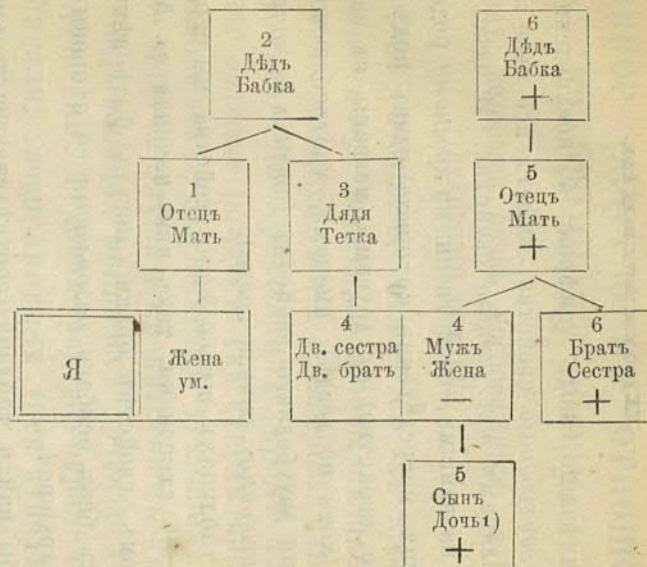 2
Дѣдъ
Бабка
6
Дѣдъ
Бабка
+
1
Отецъ
Мать
3
Дядя
Тетка
5
Отецъ
Мать
+
Я
Жена
ум.
4
Дв. сестра
Дв. братъ
4
Мужъ
Жена
—
6
Братъ
Сестра
+
5
Сынъ
Дочь1)
+